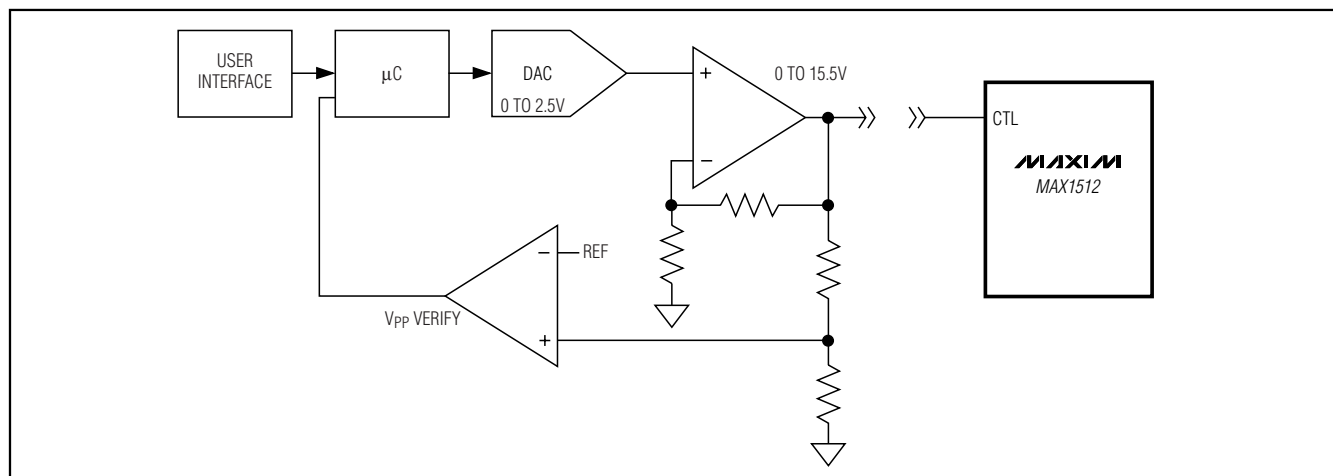 USER
INTERFACE
µC
DAC
0 TO 2.5V
+
−
0 TO 15.5V
CTL
MAXIM
MAX1512
− REF
VPP VERIFY
+